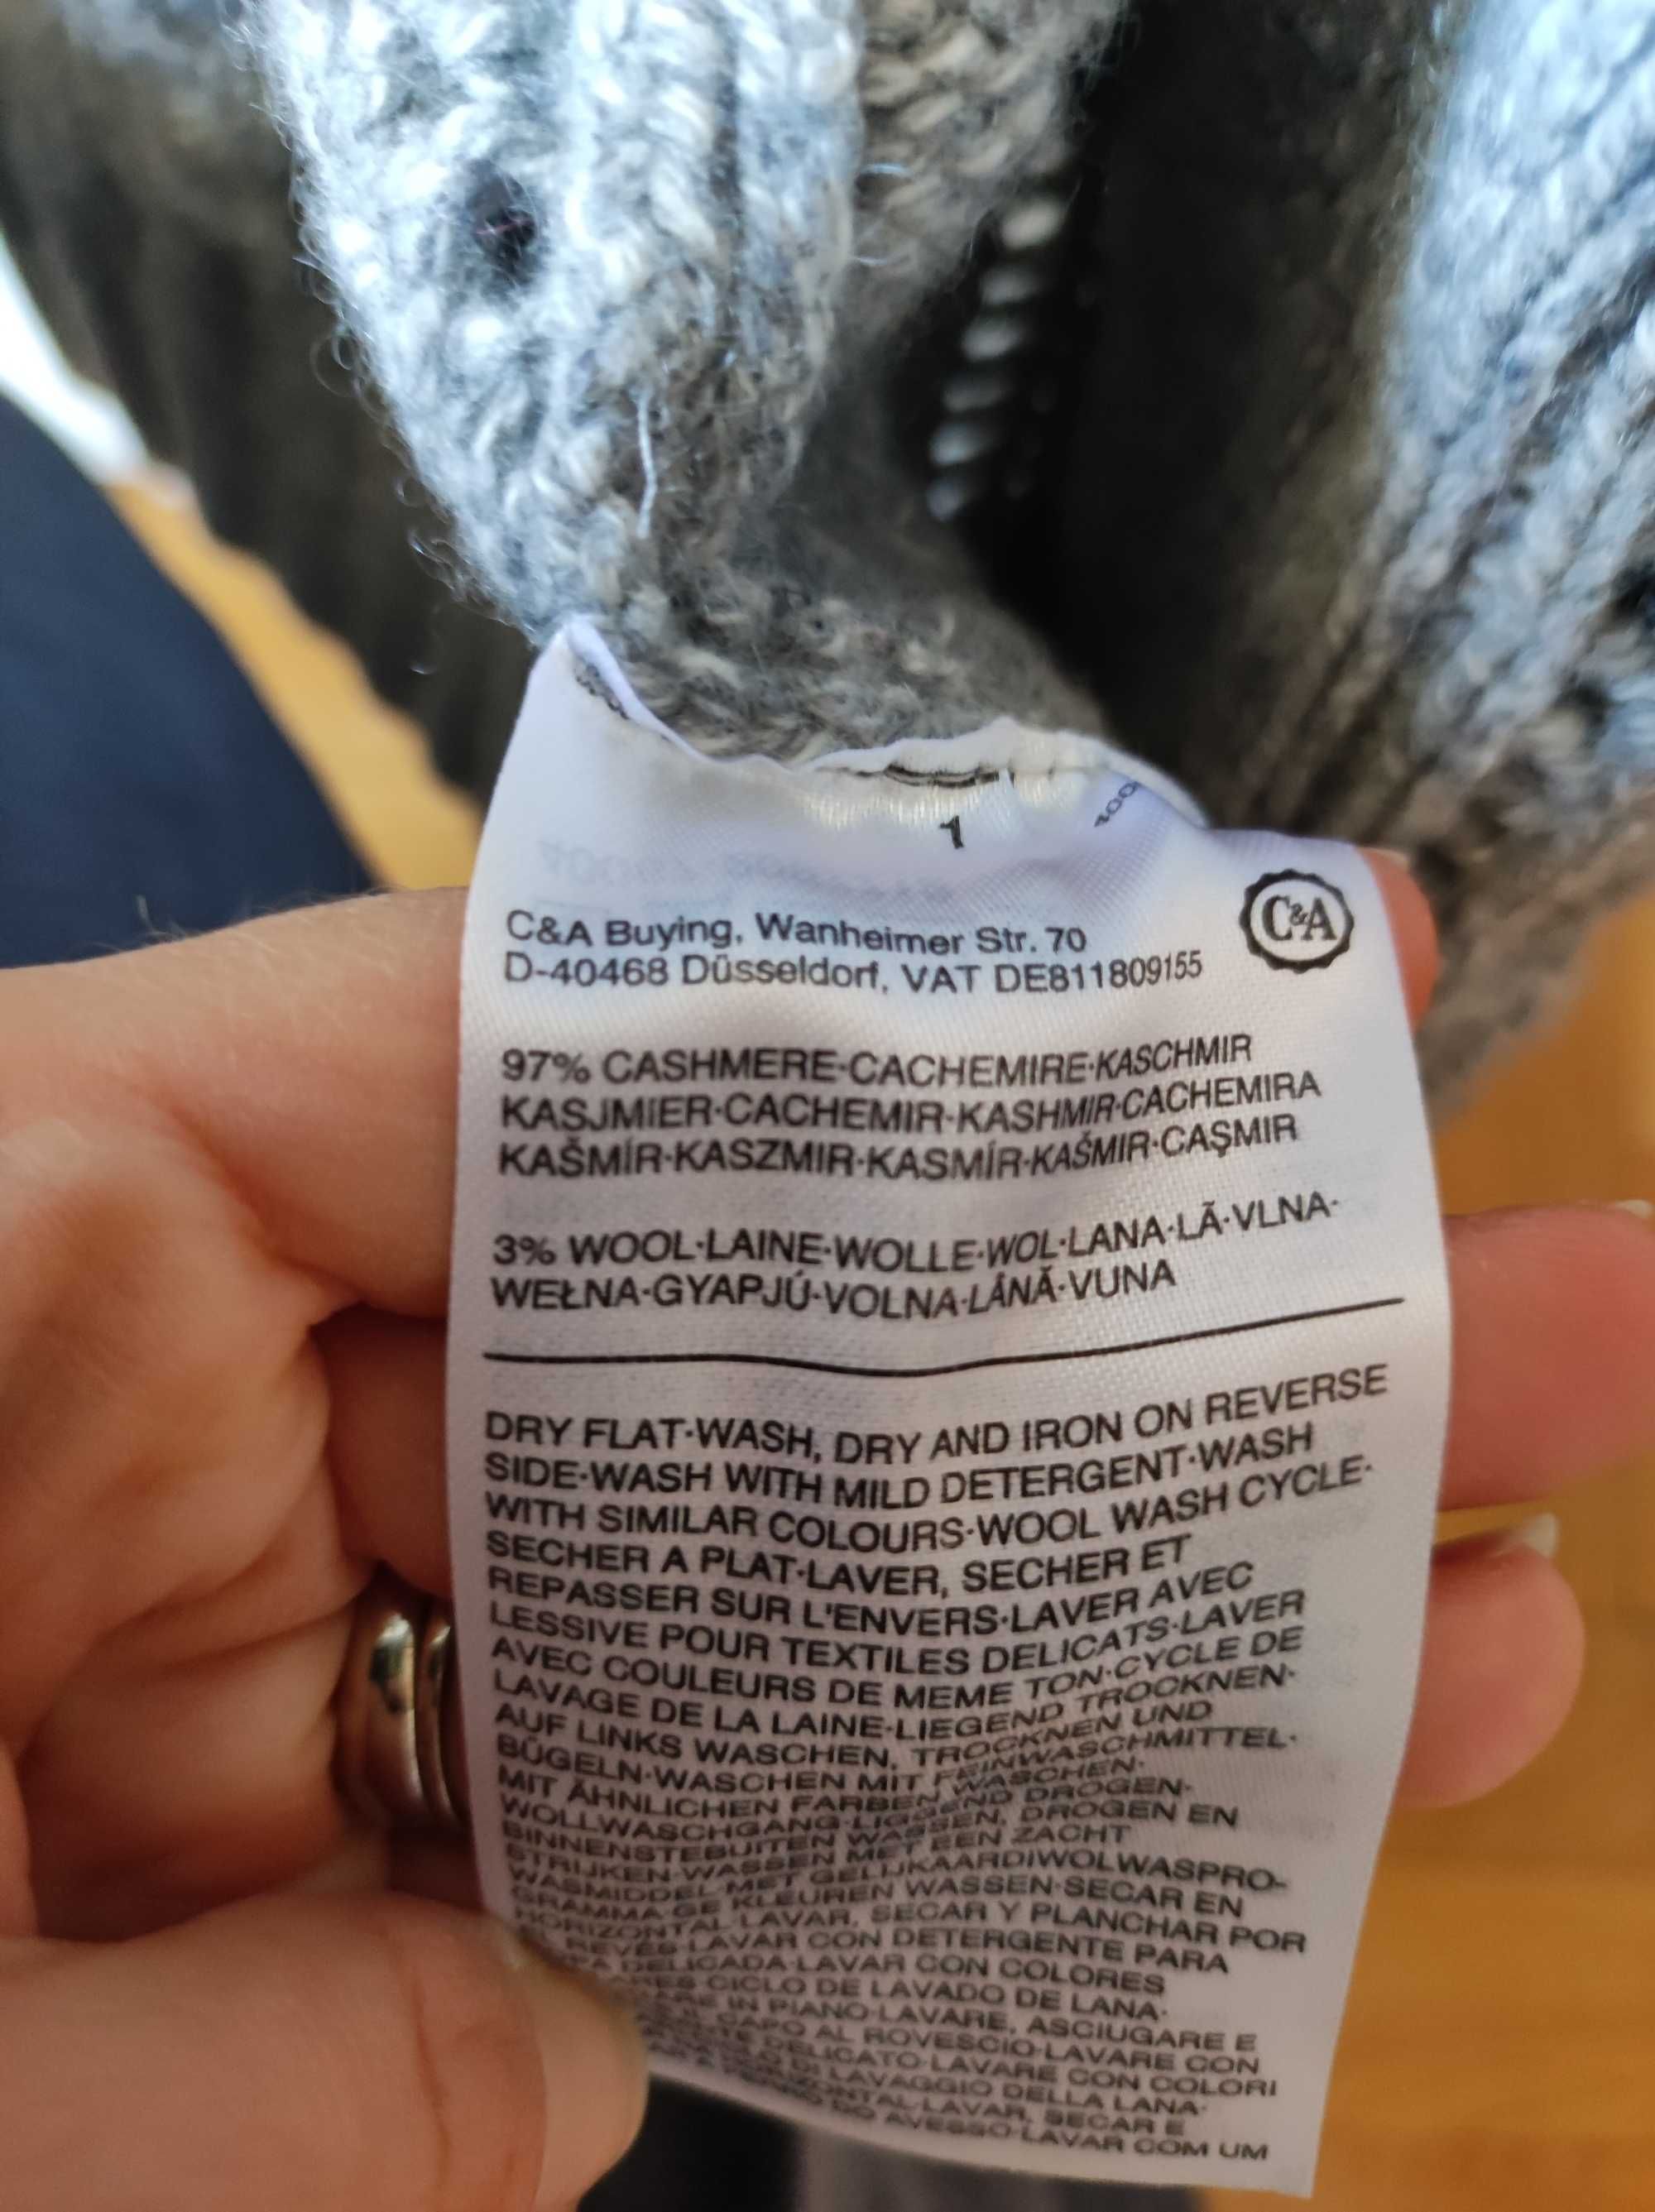 1
100
C&A
C&A Buying, Wanheimer Str. 70
D-40468 Düsseldorf, VAT DE811809155
97% CASHMERE·CACHEMIRE·KASCHMIR
KASJMIER·CACHEMIR·KASHMIR·CACHEMIRA
KAŠMÍR·KASZMIR·KASMÍR·KAŠMIR·CAŞMIR
3% WOOL·LAINE·WOLLE·WOL·LANA·LÃ·VLNA·
WEŁNA·GYAPJÚ·VOLNA·LÂNĂ·VUNA
DRY FLAT·WASH, DRY AND IRON ON REVERSE
SIDE·WASH WITH MILD DETERGENT·WASH
WITH SIMILAR COLOURS·WOOL WASH CYCLE·
SECHER A PLAT·LAVER, SECHER ET
REPASSER SUR L'ENVERS·LAVER AVEC
LESSIVE POUR TEXTILES DELICATS·LAVER
AVEC COULEURS DE MEME TON·CYCLE DE
LAVAGE DE LA LAINE·LIEGEND TROCKNEN·
AUF LINKS WASCHEN, TROCKNEN UND
BÜGELN·WASCHEN MIT FEINWASCHMITTEL·
MIT ÄHNLICHEN FARBEN WASCHEN·
WOLLWASCHGANG·LIGGEND DROGEN·
BINNENSTEBUITEN WASSEN, DROGEN EN
STRIJKEN·WASSEN MET EEN ZACHT
WASMIDDEL MET GELIJKAARDIWOLWASPRO-
GRAMMA·GE KLEUREN WASSEN·SECAR EN
HORIZONTAL·LAVAR, SECAR Y PLANCHAR POR
REVÉS·LAVAR CON DETERGENTE PARA
DELICADA·LAVAR CON COLORES
CICLO DE LAVADO DE LANA·
IN PIANO·LAVARE, ASCIUGARE E
CAPO AL ROVESCIO·LAVARE CON
DELICATO·LAVARE CON COLORI
DI LAVAGGIO DELLA LANA·
LAVAR, SECAR E
DO AVESSO·LAVAR COM UM